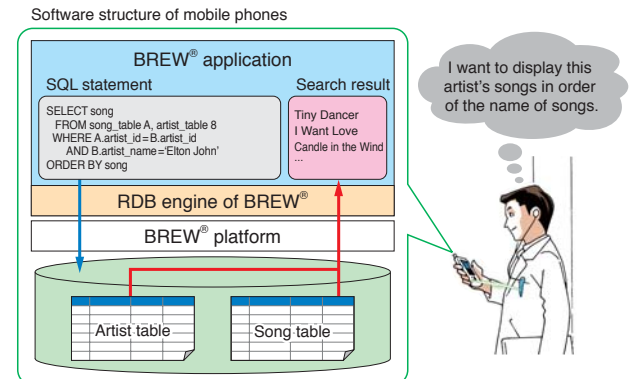 Software structure of mobile phones
BREW® application
SQL statement
SELECT song
FROM song_table A, artist_table 8
WHERE A.artist_id=B.artist_id
AND B.artist_name='Elton John'
ORDER BY song
Search result
Tiny Dancer
I Want Love
Candle in the Wind
...
RDB engine of BREW®
BREW® platform
Artist table
Song table
I want to display this
artist's songs in order
of the name of songs.